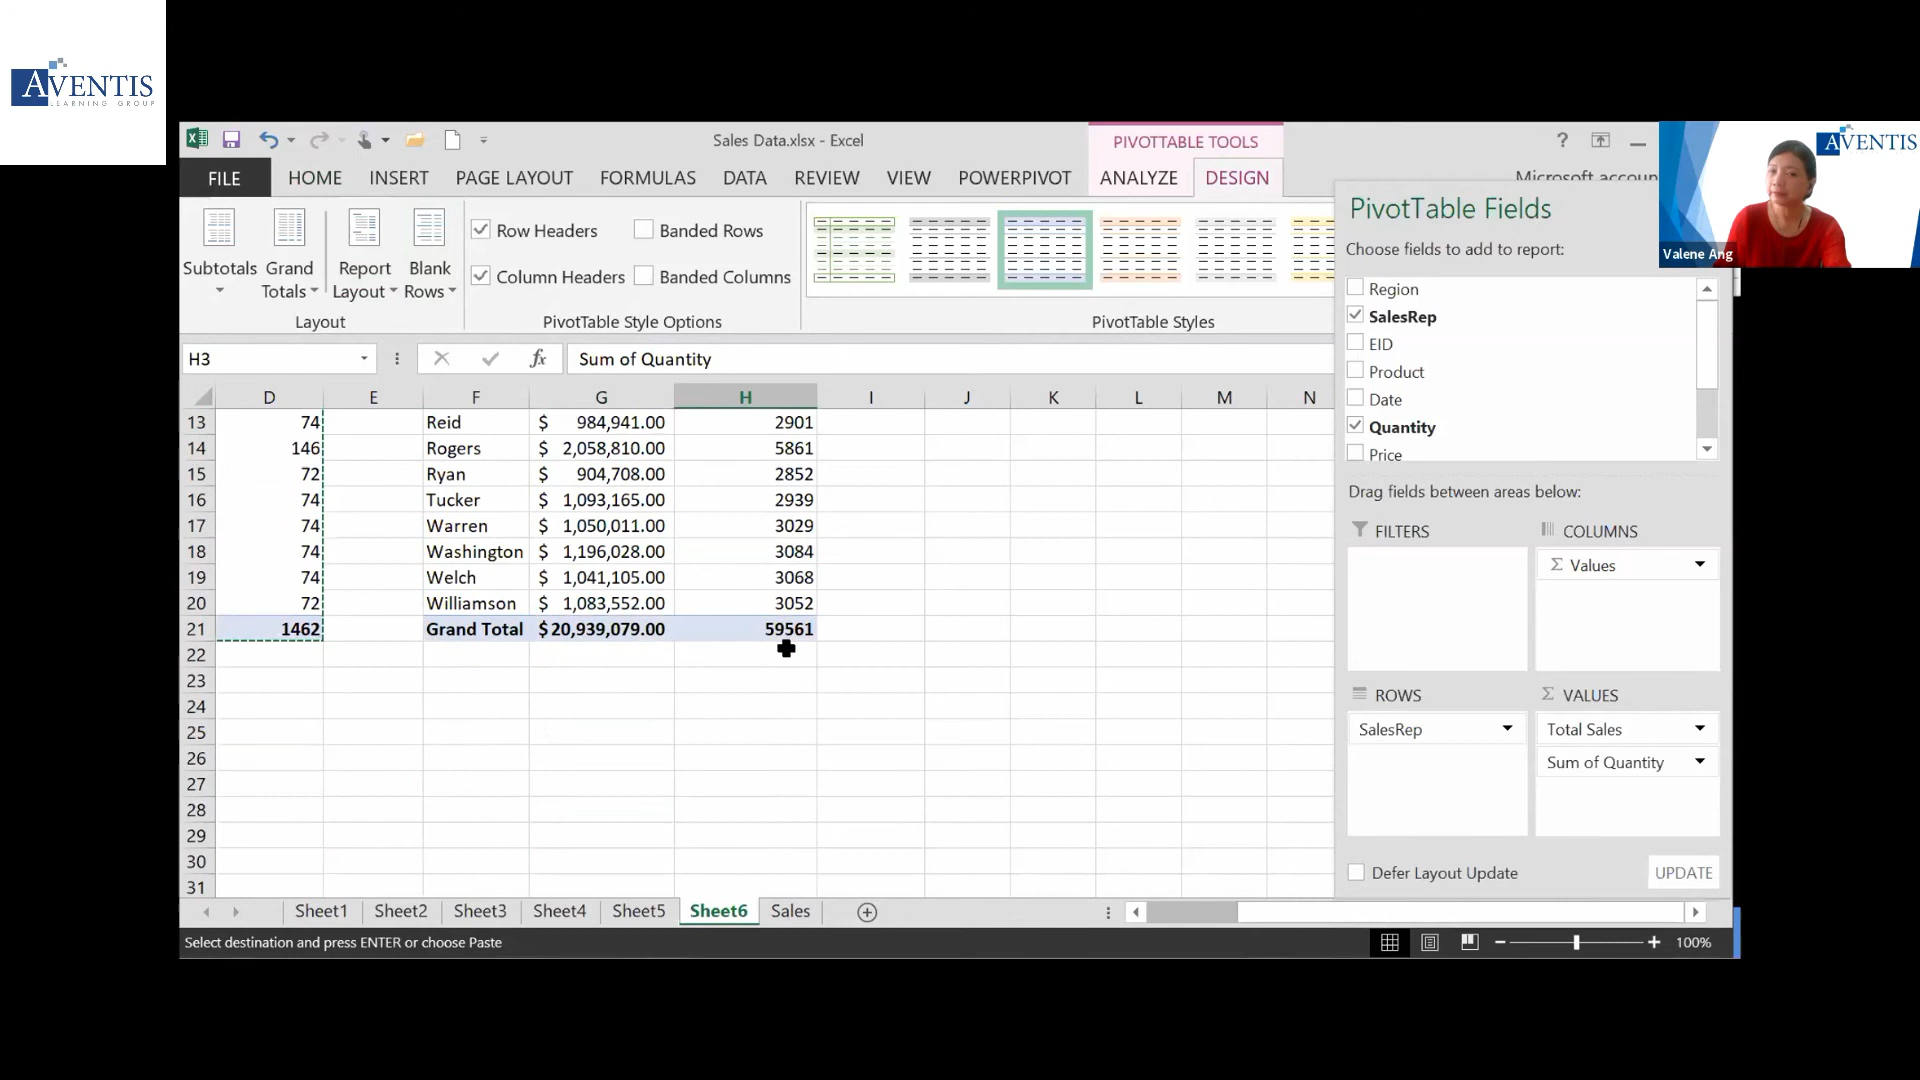 AVENTIS
LEARNING GROUP
Sales Data.xlsx - Excel
PIVOTTABLE TOOLS
?
FILE
HOME
INSERT
PAGE LAYOUT
FORMULAS
DATA
REVIEW
VIEW
POWERPIVOT
ANALYZE
DESIGN
Microsoft accoun
AVENTIS
Valene Ang
Subtotals
Grand Totals
Report Layout
Blank Rows
Layout
Row Headers
Banded Rows
Column Headers
Banded Columns
PivotTable Style Options
PivotTable Styles
H3
fx
Sum of Quantity
D E F G H I J K L M N
13 74 Reid $ 984,941.00 2901
14 146 Rogers $ 2,058,810.00 5861
15 72 Ryan $ 904,708.00 2852
16 74 Tucker $ 1,093,165.00 2939
17 74 Warren $ 1,050,011.00 3029
18 74 Washington $ 1,196,028.00 3084
19 74 Welch $ 1,041,105.00 3068
20 72 Williamson $ 1,083,552.00 3052
21 1462 Grand Total $20,939,079.00 59561
22
23
24
25
26
27
28
29
30
31
PivotTable Fields
Choose fields to add to report:
Region
SalesRep
EID
Product
Date
Quantity
Price
Drag fields between areas below:
FILTERS
COLUMNS
Σ Values
ROWS
Σ VALUES
SalesRep
Total Sales
Sum of Quantity
Defer Layout Update
UPDATE
Sheet1 Sheet2 Sheet3 Sheet4 Sheet5 Sheet6 Sales
Select destination and press ENTER or choose Paste
100%